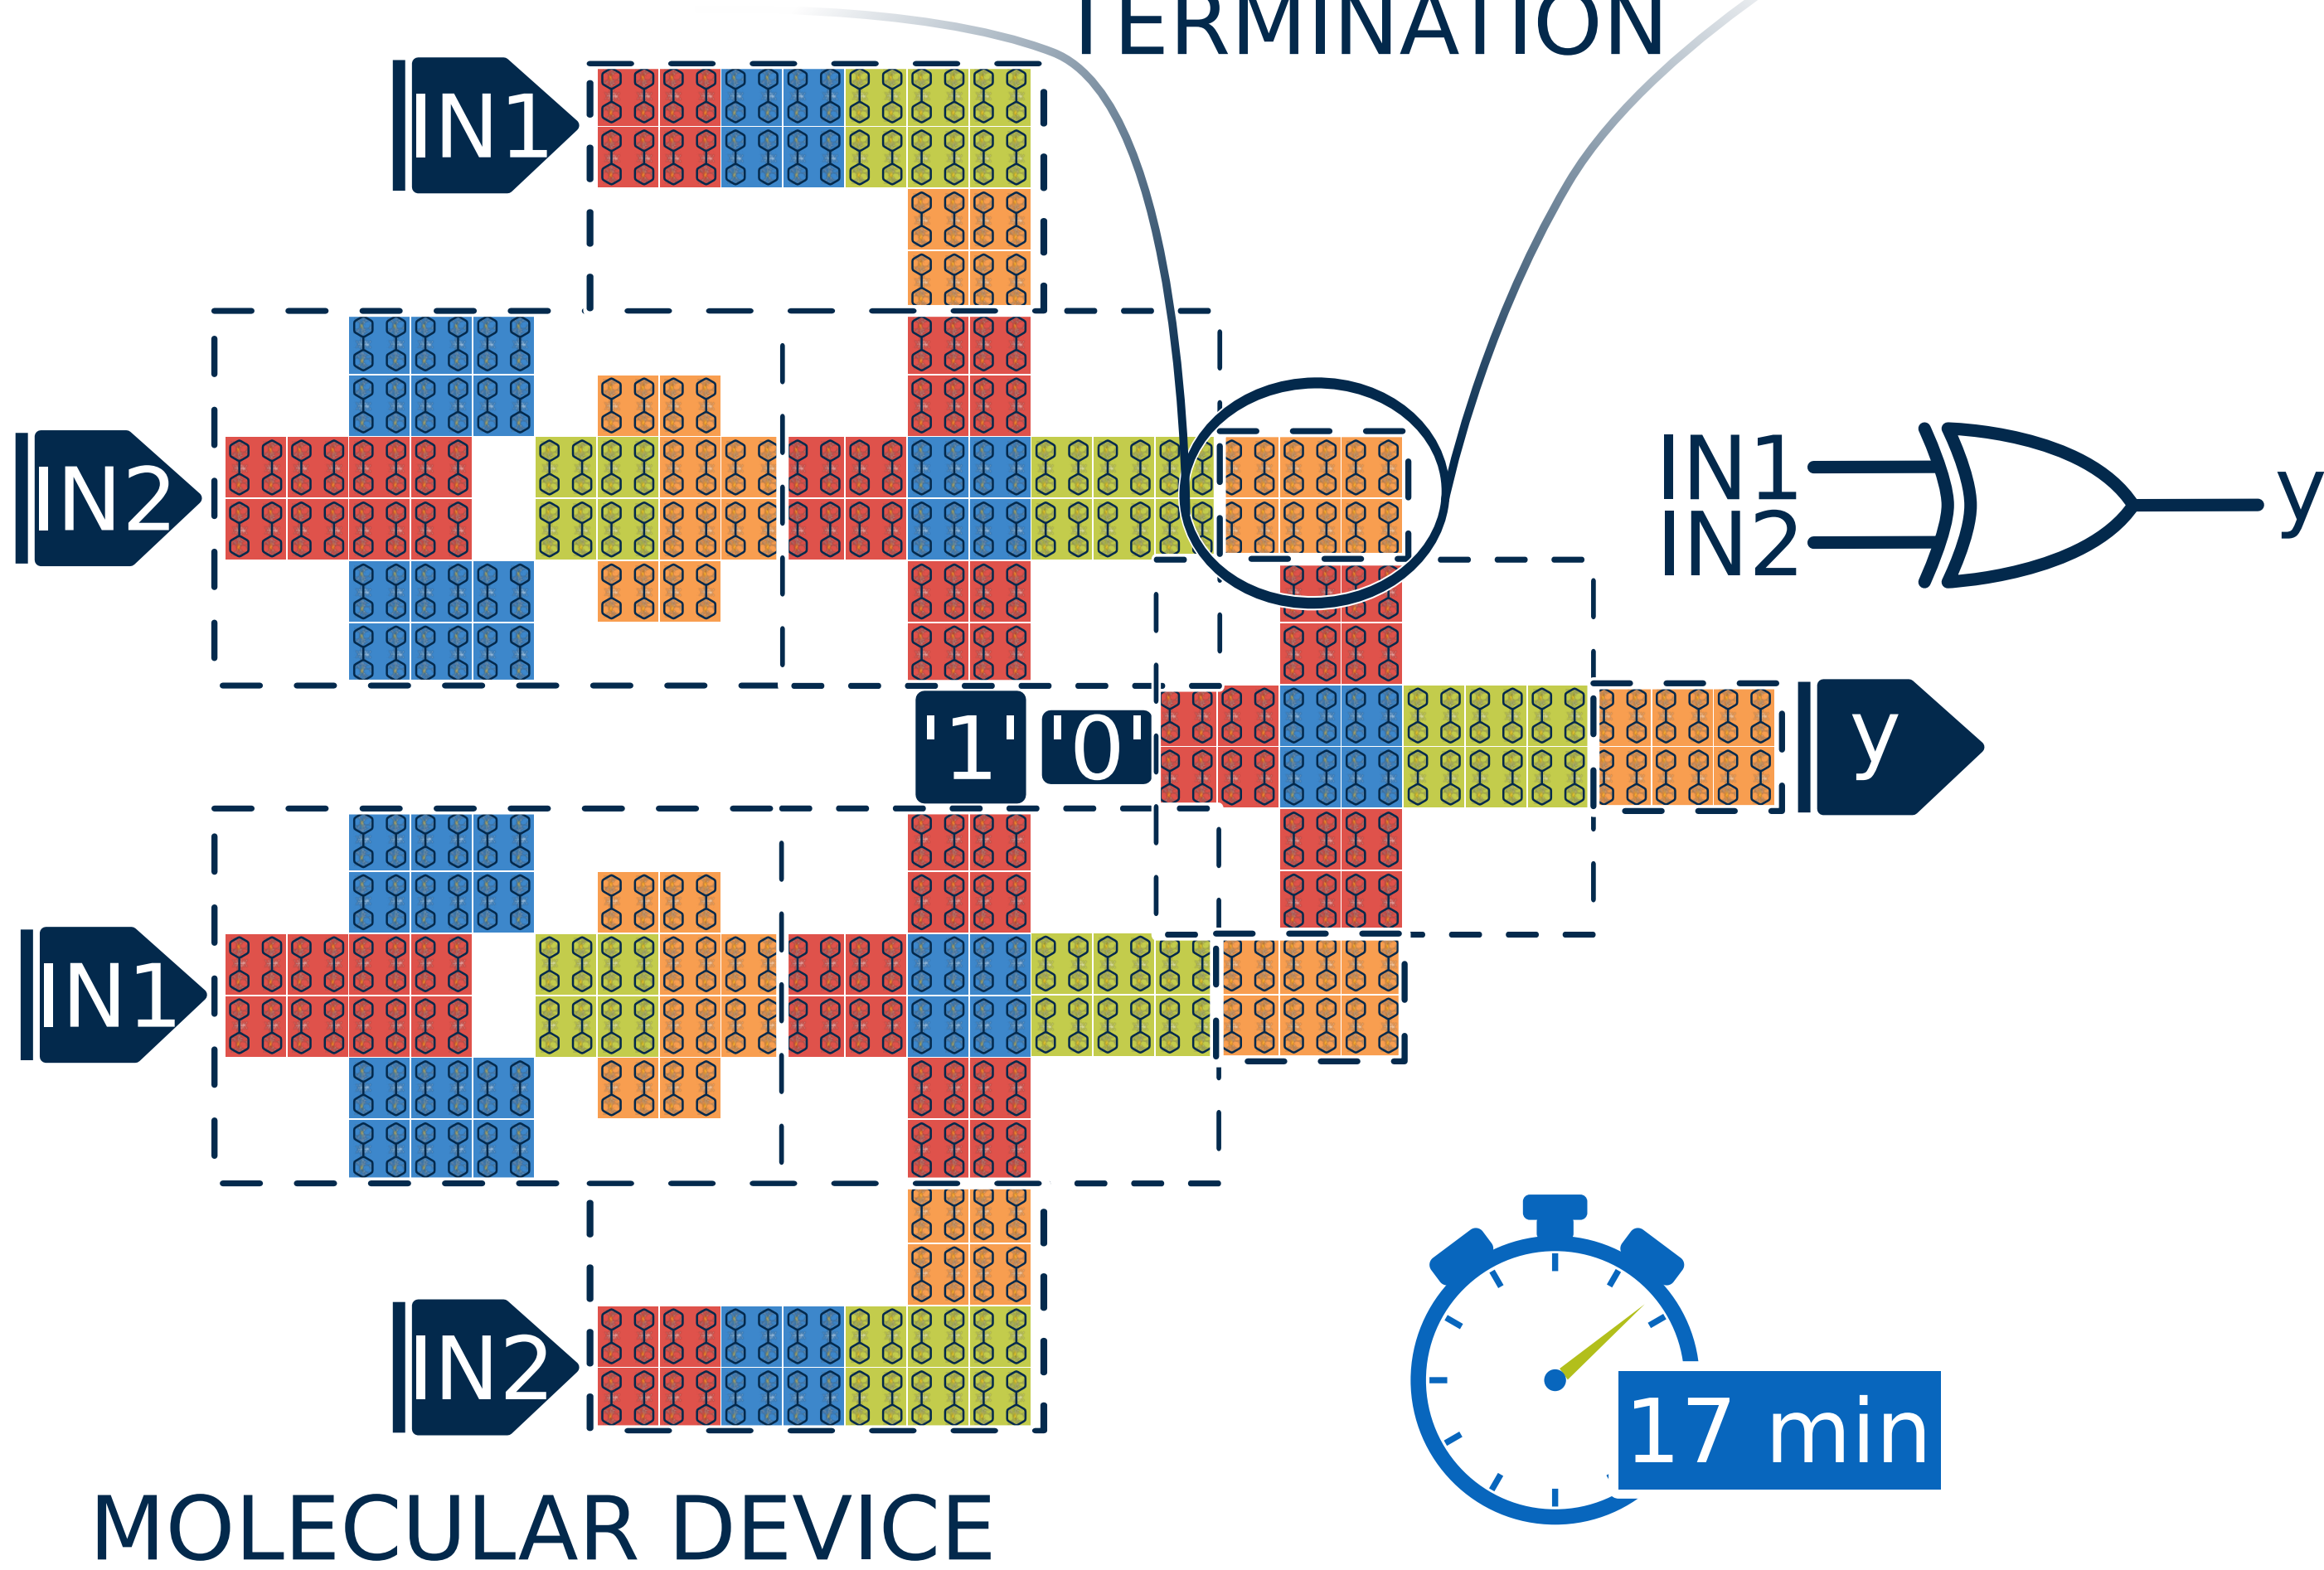 TERMINATION
IN1
IN2
IN1
IN2
y
'1' '0'
y
IN1
IN2
17 min
MOLECULAR DEVICE